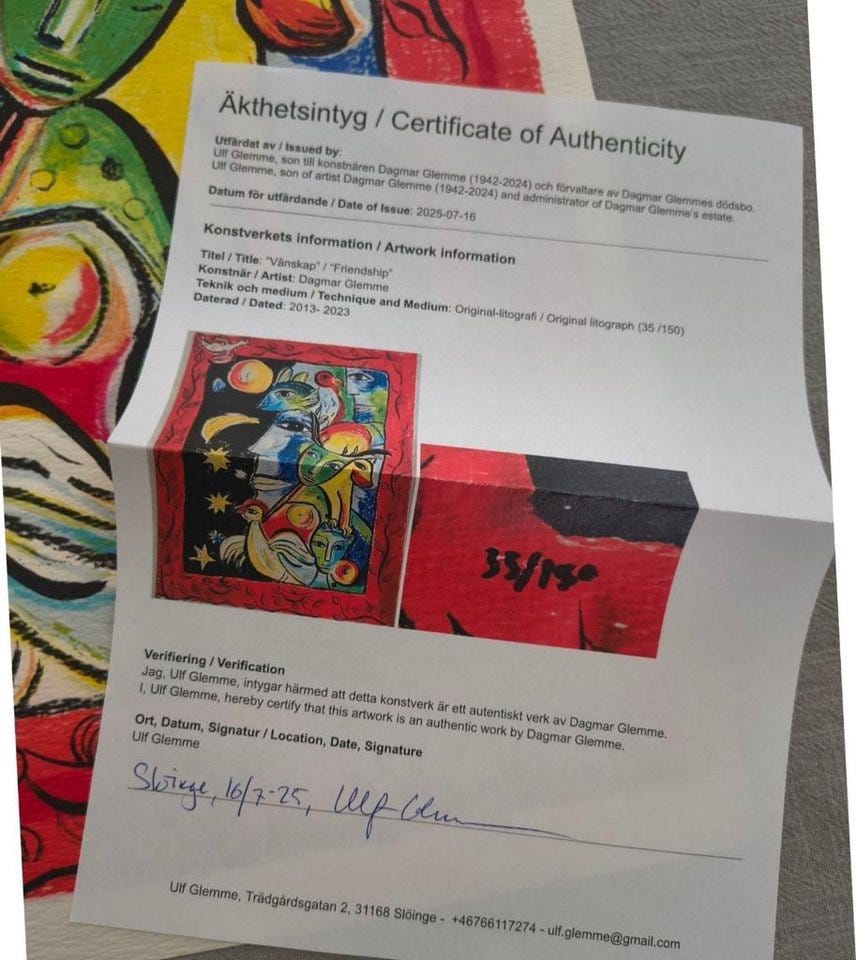 Äkthetsintyg / Certificate of Authenticity
Utfärdat av / Issued by:
Ulf Glemme, son till konstnären Dagmar Glemme (1942-2024) och förvaltare av Dagmar Glemmes dödsbo.
Ulf Glemme, son of artist Dagmar Glemme (1942-2024) and administrator of Dagmar Glemme's estate.
Datum för utfärdande / Date of Issue: 2025-07-16
Konstverkets information / Artwork information
Titel / Title: "Vänskap" / "Friendship"
Konstnär / Artist: Dagmar Glemme
Teknik och medium / Technique and Medium: Original-litografi / Original litograph (35 /150)
Daterad / Dated: 2013- 2023
35/150
Verifiering / Verification
Jag, Ulf Glemme, intygar härmed att detta konstverk är ett autentiskt verk av Dagmar Glemme.
I, Ulf Glemme, hereby certify that this artwork is an authentic work by Dagmar Glemme.
Ort, Datum, Signatur / Location, Date, Signature
Ulf Glemme
Slöinge, 16/7-25, Ulf Glemme
Ulf Glemme, Trädgårdsgatan 2, 31168 Slöinge - +46766117274 - ulf.glemme@gmail.com